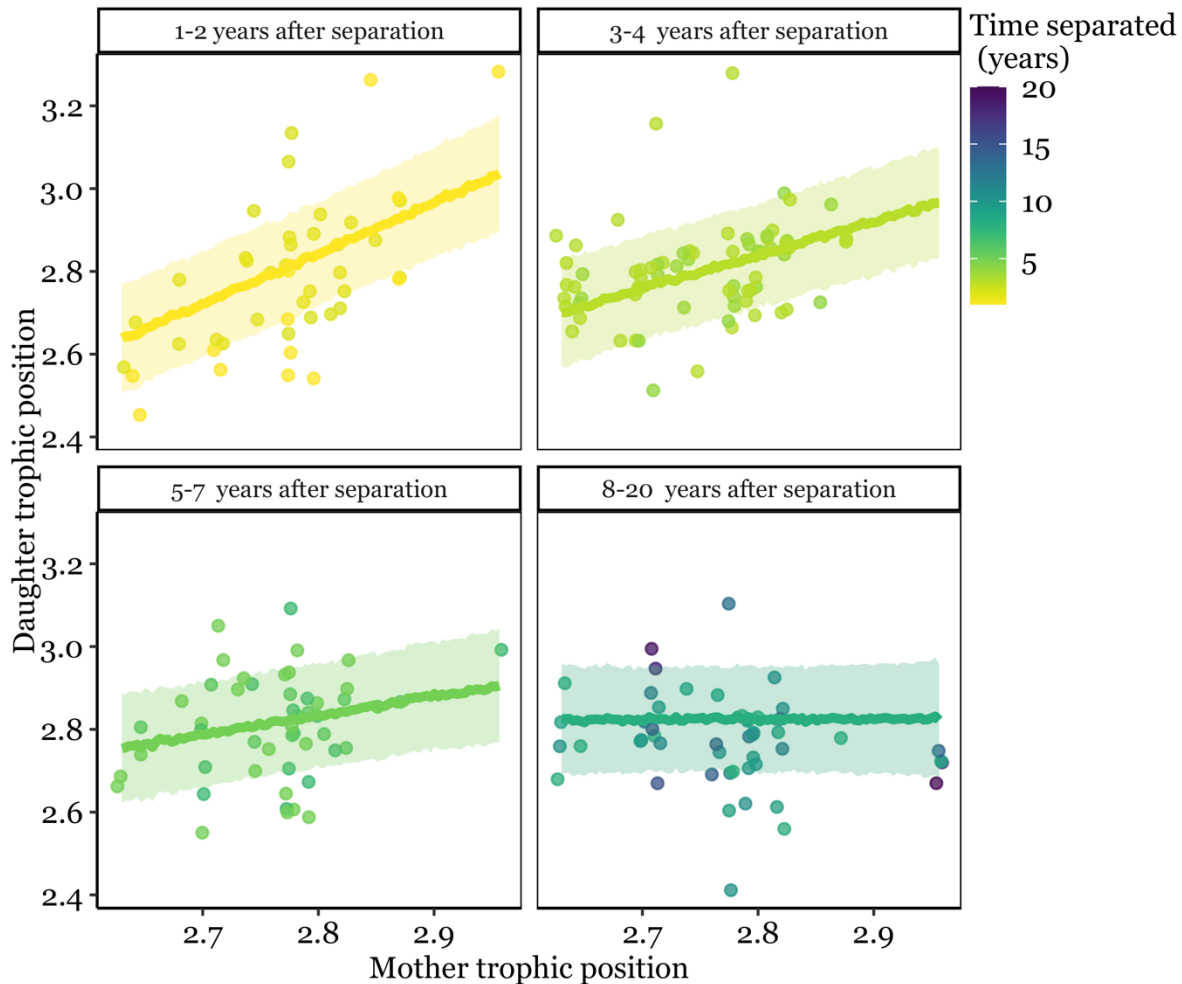 1-2 years after separation
3-4 years after separation
Time separated
(years)
20
15
10
5
3.2
3.0
2.8
2.6
2.4
Daughter trophic position
5-7 years after separation
8-20 years after separation
3.2
3.0
2.8
2.6
2.4
2.7
2.8
2.9
2.7
2.8
2.9
Mother trophic position